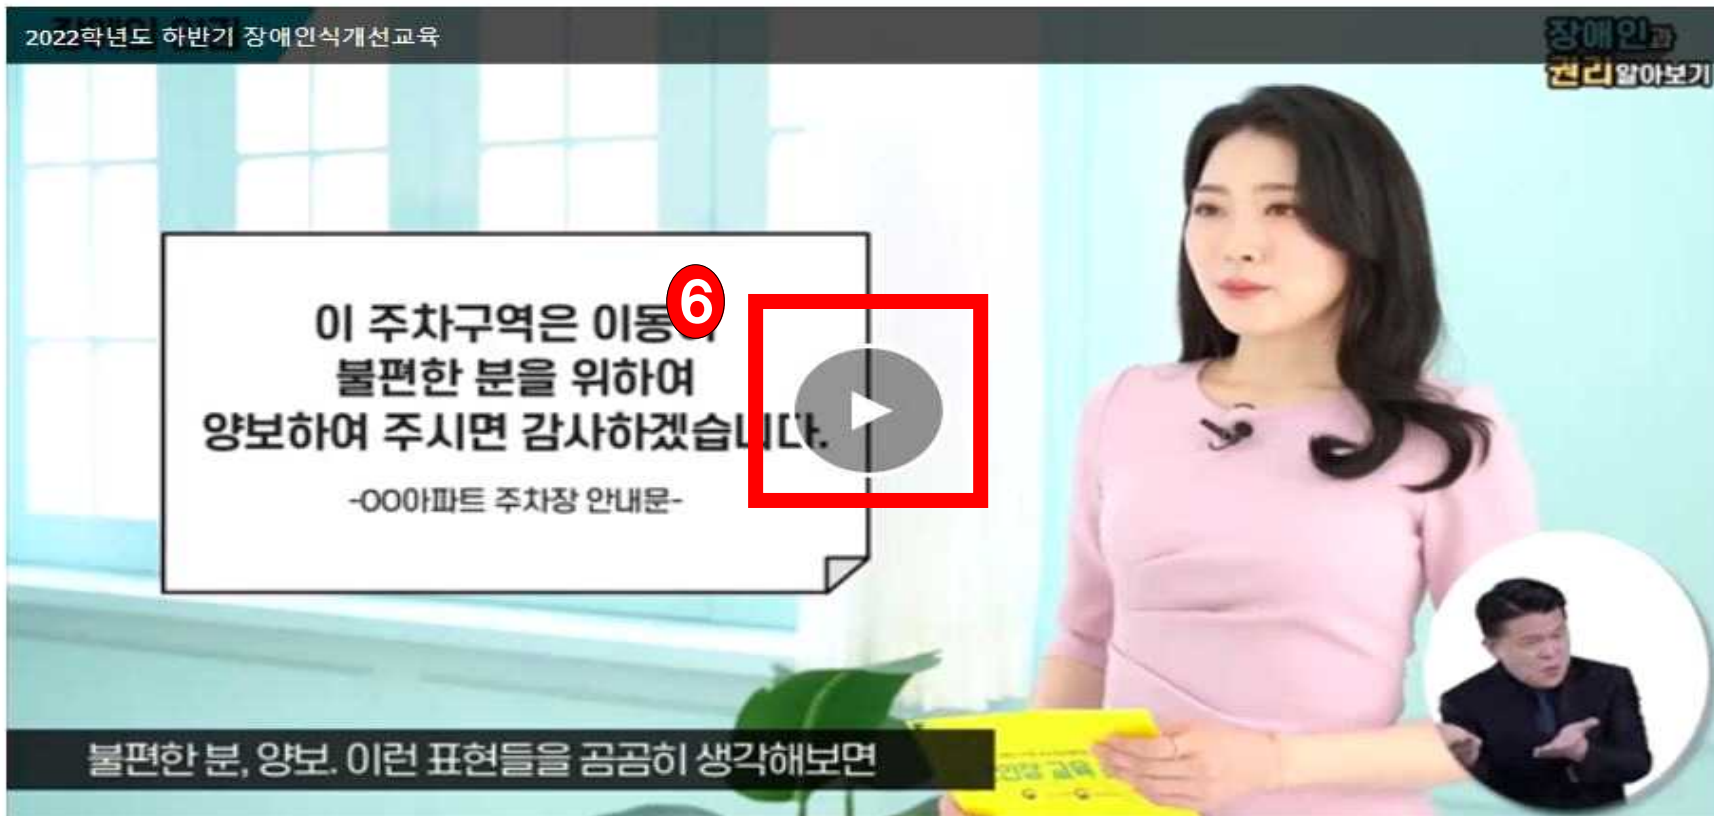 2022학년도 하반기 장애인식개선교육
장애인과
권리 알아보기
6
이 주차구역은 이동
불편한 분을 위하여
양보하여 주시면 감사하겠습니다.
-OO아파트 주차장 안내문-
불편한 분, 양보. 이런 표현들을 곰곰히 생각해보면
교육